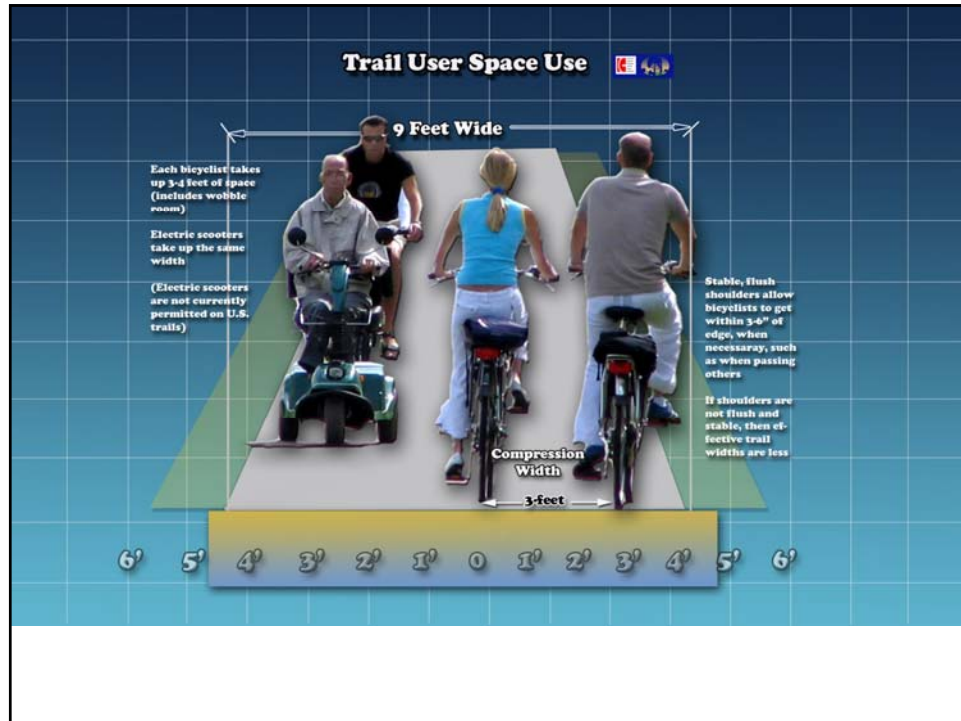 Trail User Space Use
9 Feet Wide
Each bicyclist takes
up 3-4 feet of space
(includes wobble
room)
Electric scooters
take up the same
width
(Electric scooters
are not currently
permitted on U.S.
trails)
Stable, flush
shoulders allow
bicyclists to get
within 3-6" of
edge, when
necessaray, such
as when passing
others
If shoulders are
not flush and
stable, then ef-
fective trail
widths are less
Compression
Width
3-feet
6' 5' 4' 3' 2' 1' 0 1' 2' 3' 4' 5' 6'